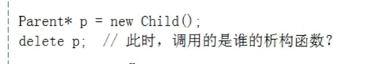 Parent* p = new Child();
delete p;  // 此时，调用的是谁的析构函数？